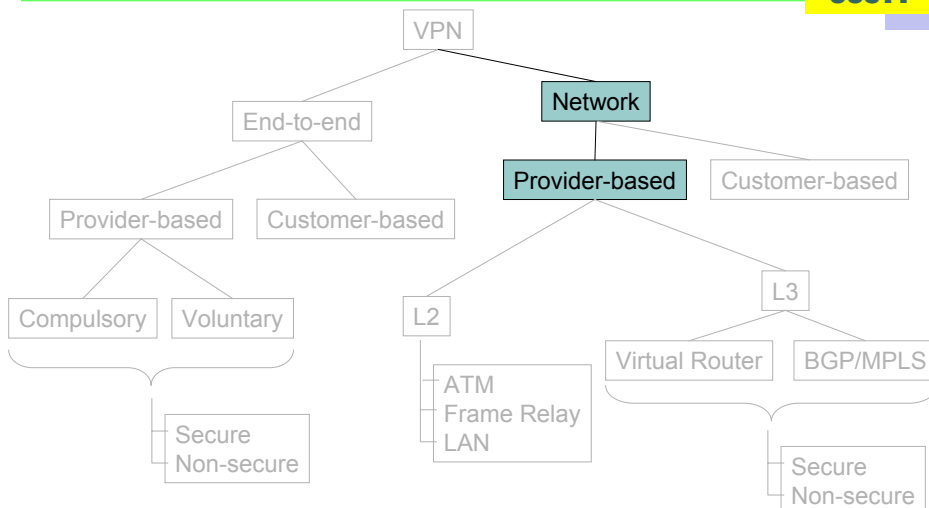 VPN
Network
End-to-end
Provider-based
Customer-based
Provider-based
Customer-based
L3
L2
Compulsory
Voluntary
Virtual Router
BGP/MPLS
ATM
Frame Relay
LAN
Secure
Non-secure
Secure
Non-secure